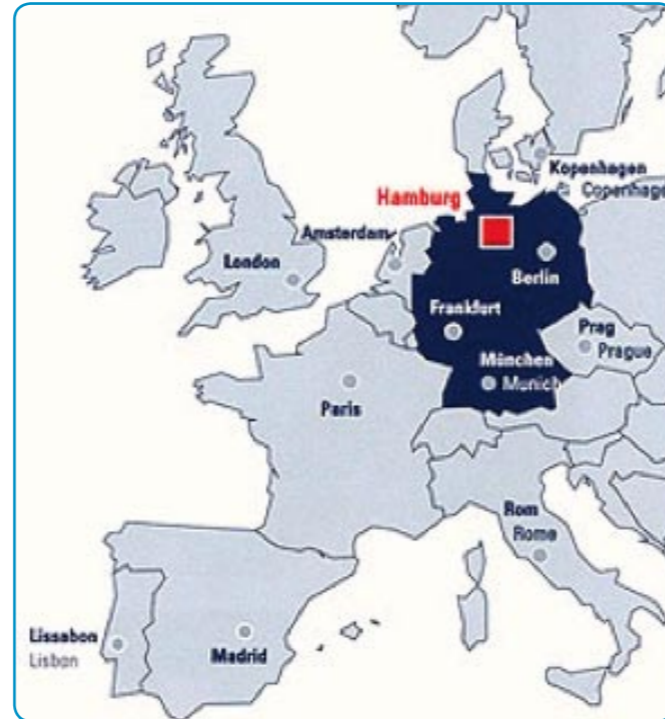 Kopenhagen
Copenhage
Hamburg
Amsterdam
London
Berlin
Frankfurt
Prag
Prague
München
Munich
Paris
Rom
Rome
Lissabon
Lisbon
Madrid